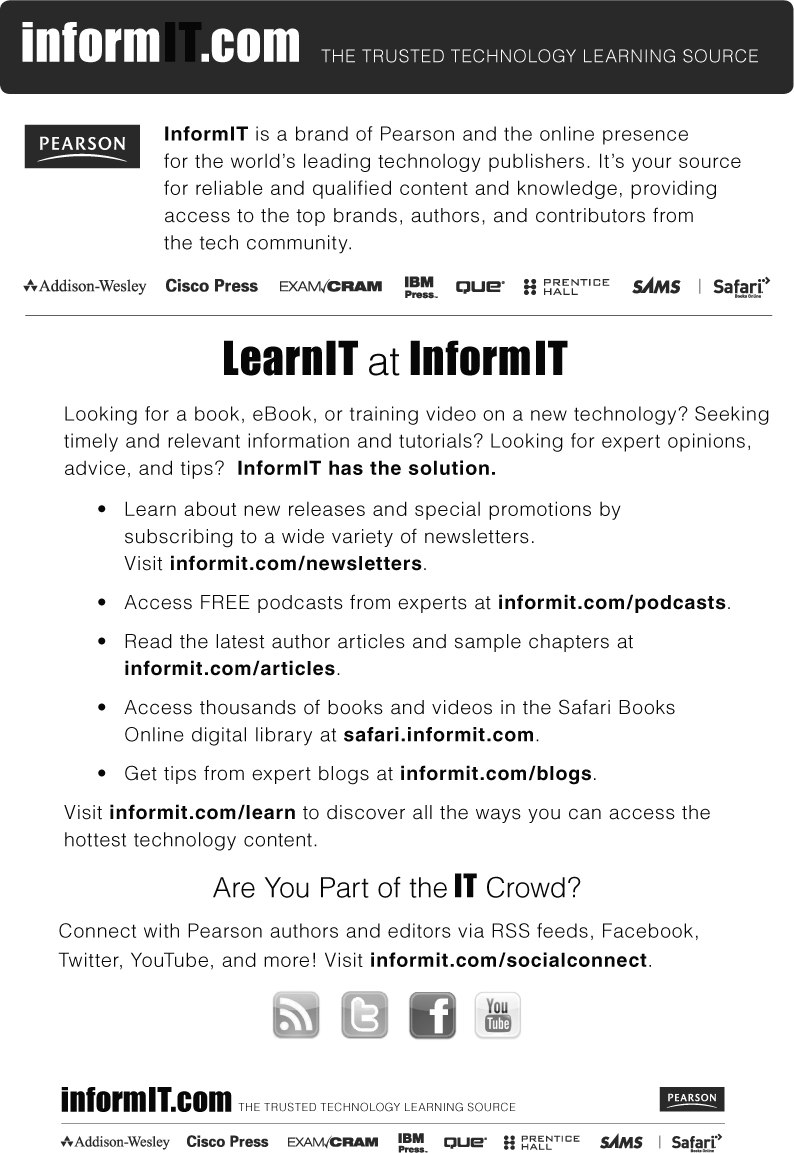 informIT.com THE TRUSTED TECHNOLOGY LEARNING SOURCE
PEARSON
InformIT is a brand of Pearson and the online presence
for the world's leading technology publishers. It's your source
for reliable and qualified content and knowledge, providing
access to the top brands, authors, and contributors from
the tech community.
Addison-Wesley Cisco Press EXAM/CRAM IBM Press. QUE PRENTICE HALL SAMS | Safari Books Online
LearnIT at InformIT
Looking for a book, eBook, or training video on a new technology? Seeking
timely and relevant information and tutorials? Looking for expert opinions,
advice, and tips? InformIT has the solution.
• Learn about new releases and special promotions by
subscribing to a wide variety of newsletters.
Visit informit.com/newsletters.
• Access FREE podcasts from experts at informit.com/podcasts.
• Read the latest author articles and sample chapters at
informit.com/articles.
• Access thousands of books and videos in the Safari Books
Online digital library at safari.informit.com.
• Get tips from expert blogs at informit.com/blogs.
Visit informit.com/learn to discover all the ways you can access the
hottest technology content.
Are You Part of the IT Crowd?
Connect with Pearson authors and editors via RSS feeds, Facebook,
Twitter, YouTube, and more! Visit informit.com/socialconnect.
t f You Tube
informIT.com THE TRUSTED TECHNOLOGY LEARNING SOURCE PEARSON
Addison-Wesley Cisco Press EXAM/CRAM IBM Press. QUE PRENTICE HALL SAMS | Safari Books Online